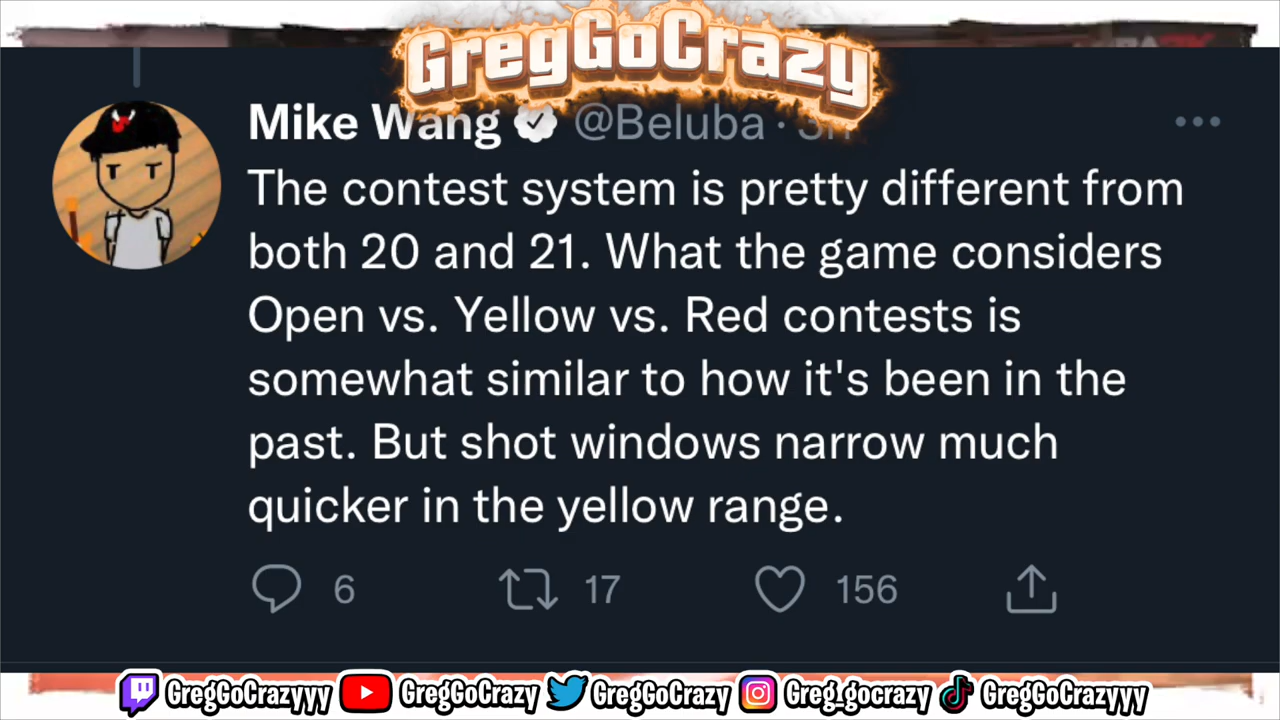 GregGoCrazy
Mike Wang @Beluba · 3h
The contest system is pretty different from
both 20 and 21. What the game considers
Open vs. Yellow vs. Red contests is
somewhat similar to how it's been in the
past. But shot windows narrow much
quicker in the yellow range.
6 17 156
GregGoCrazyyy GregGoCrazy GregGoCrazy Greg.gocrazy GregGoCrazyyy